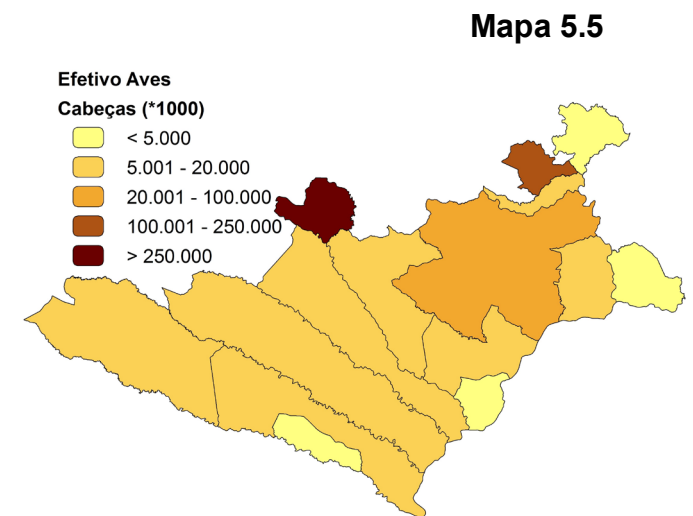 Mapa 5.5
Efetivo Aves
Cabeças (*1000)
< 5.000
5.001 - 20.000
20.001 - 100.000
100.001 - 250.000
> 250.000